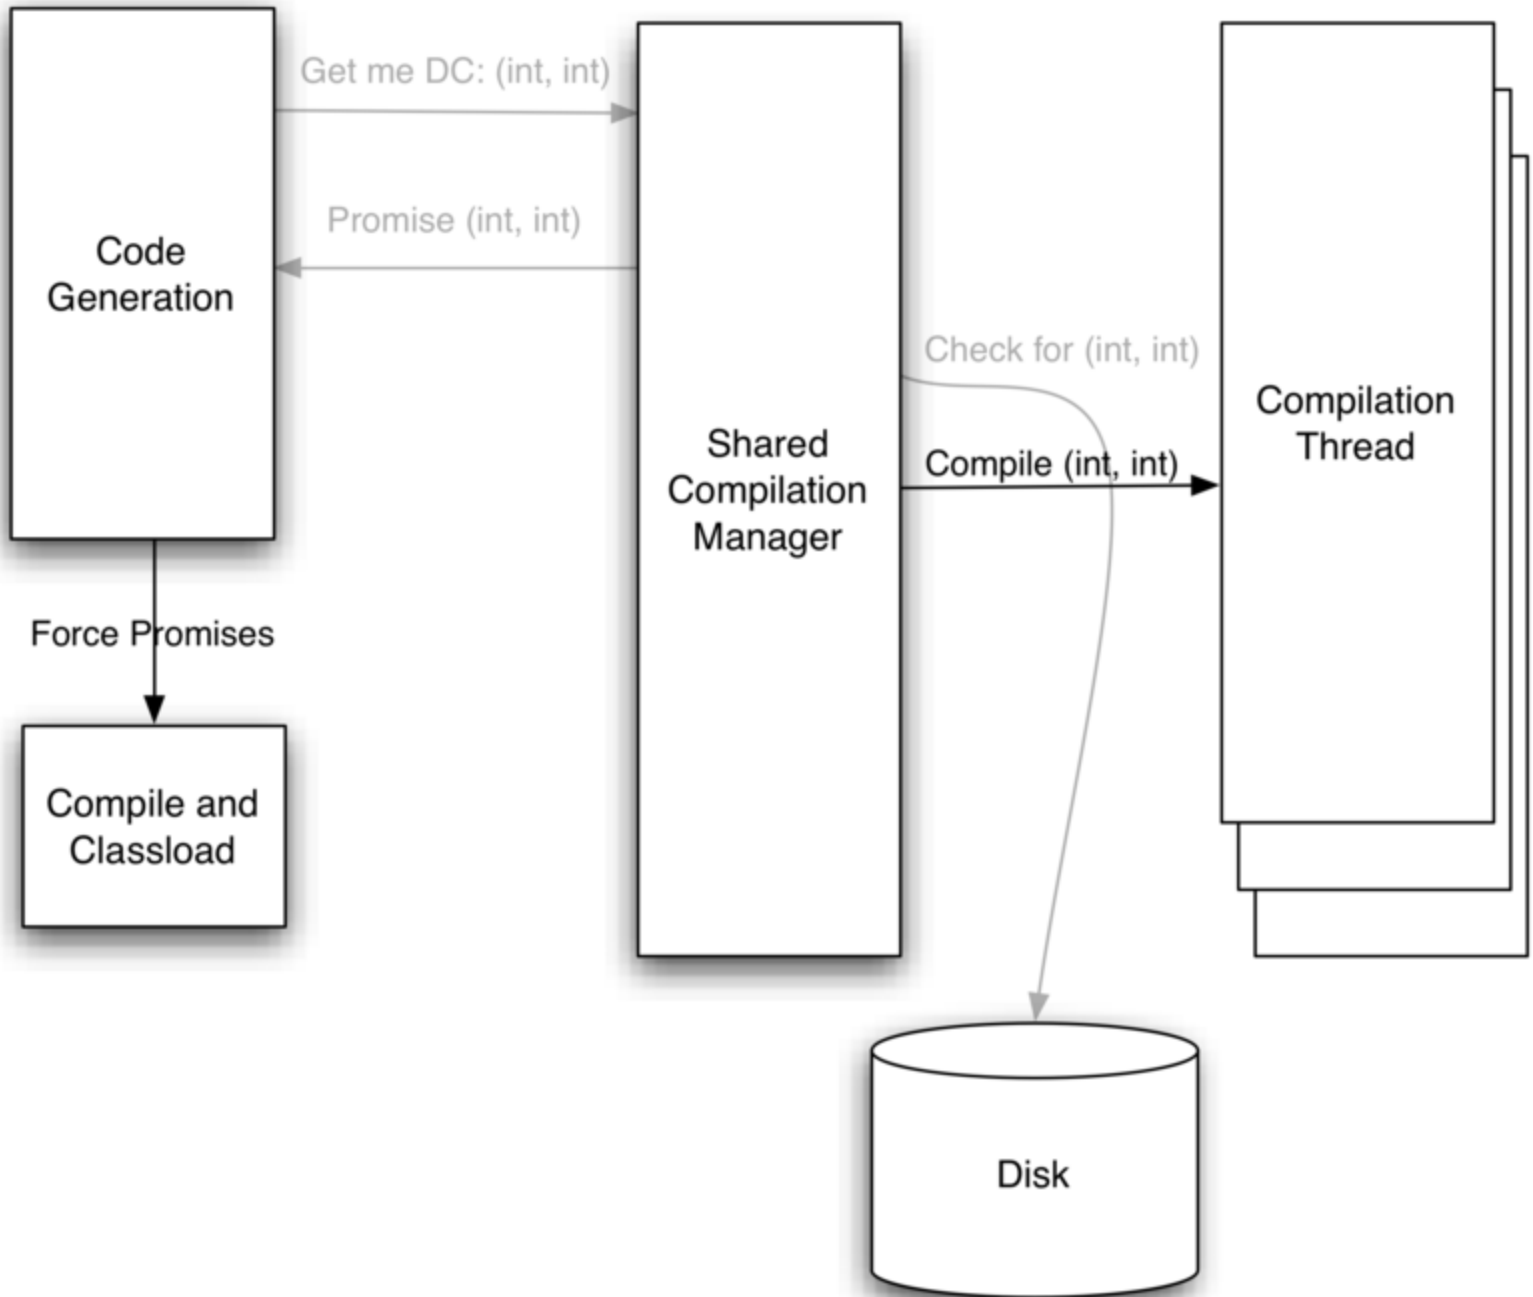 Get me DC: (int, int)
Promise (int, int)
Code
Generation
Check for (int, int)
Compile (int, int)
Shared
Compilation
Manager
Compilation
Thread
Force Promises
Compile and
Classload
Disk